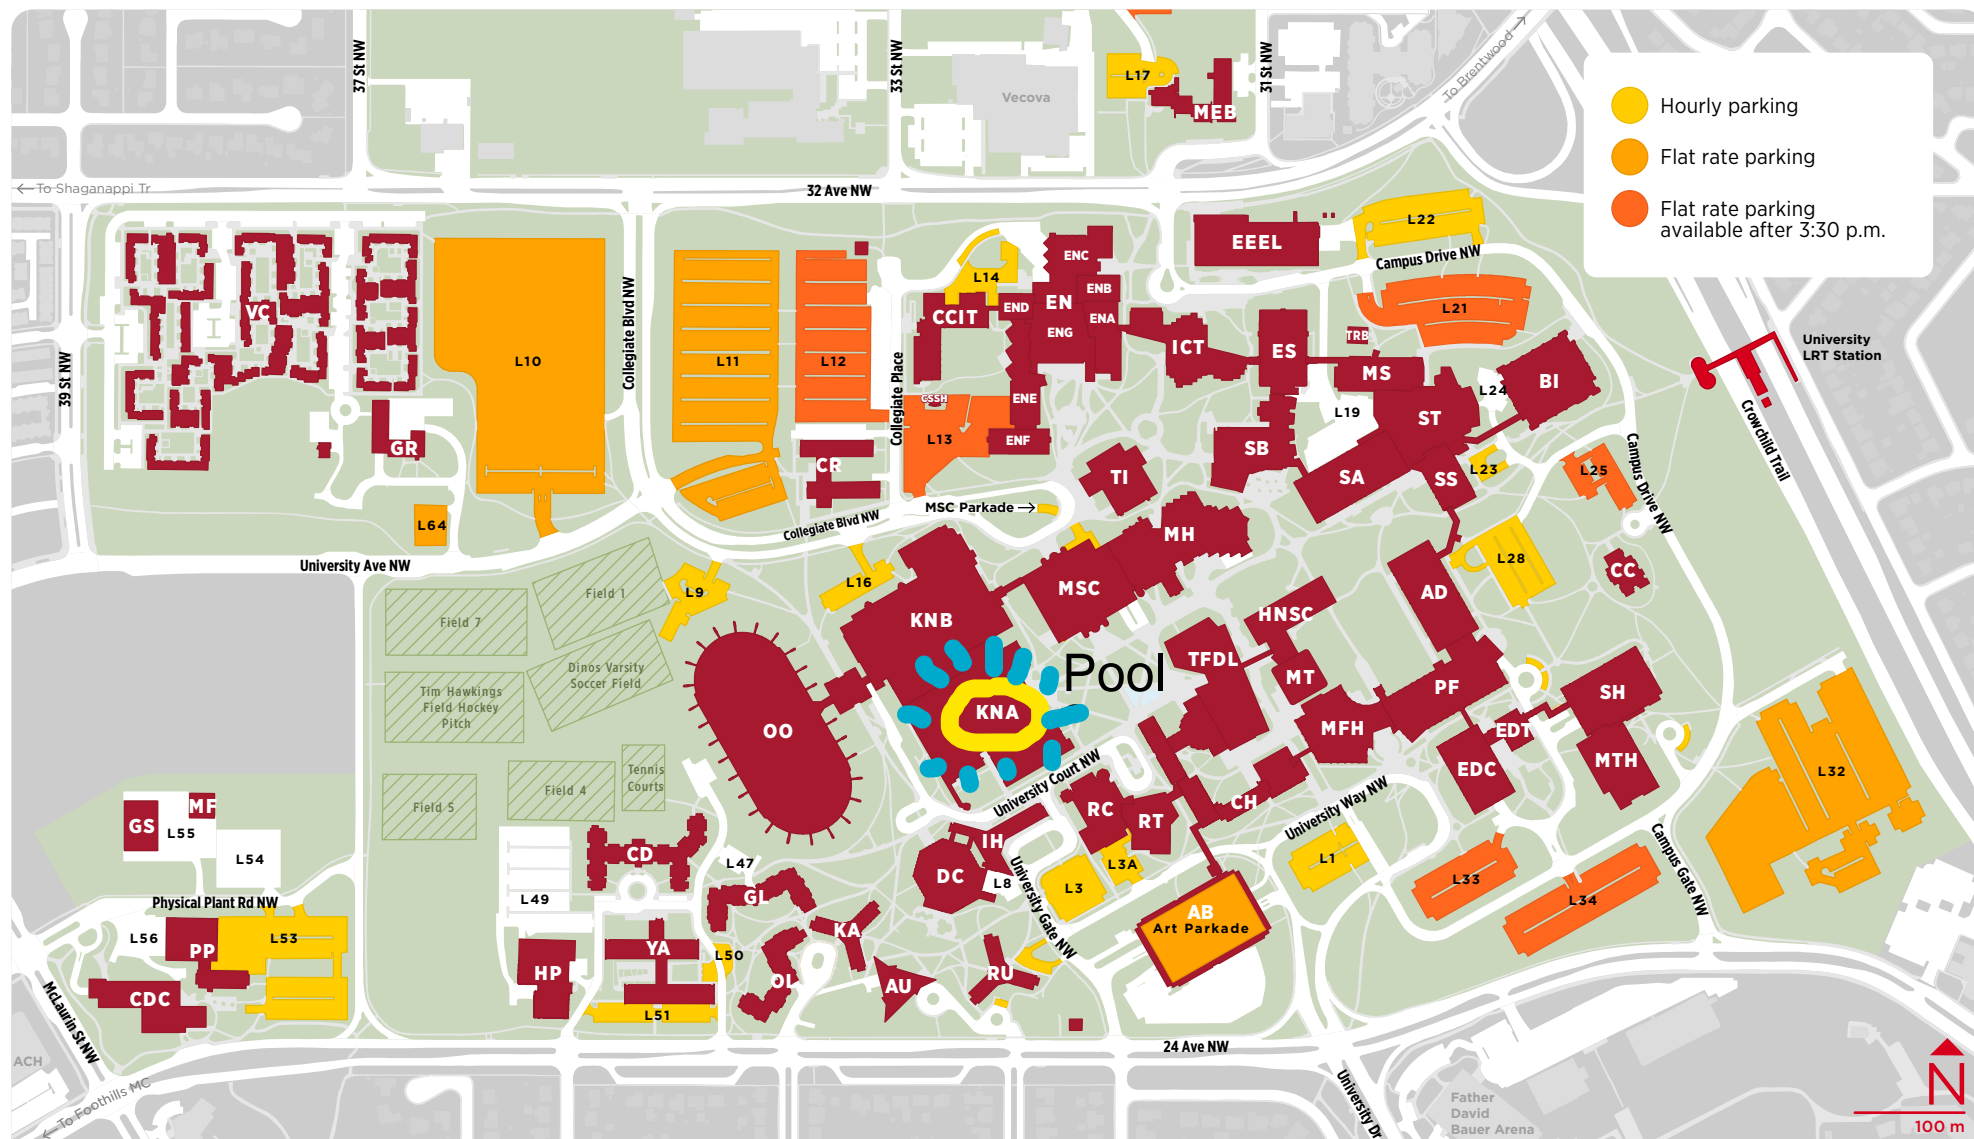 37 St NW
33 St NW
31 St NW
To Brentwood
L17
MEB
Vecova
Hourly parking
Flat rate parking
Flat rate parking
available after 3:30 p.m.
To Shaganappi Tr
32 Ave NW
L22
EEEL
Campus Drive NW
ENC
L14
ENB
END
EN
ENA
CCIT
ENG
L21
TRB
VC
L10
Collegiate Blvd NW
L11
L12
Collegiate Place
ICT
ES
MS
University
LRT Station
39 St NW
CSSH
ENE
L13
ENF
L19
L24
BI
ST
Crowchild Trail
GR
CR
SB
TI
SA
SS
L23
L25
Campus Drive NW
L64
MSC Parkade
Collegiate Blvd NW
MH
University Ave NW
L16
L9
Field 1
Field 7
MSC
KNB
AD
L28
CC
HNSC
Dinos Varsity
Soccer Field
Tim Hawkings
Field Hockey
Pitch
Pool
TFDL
MT
PF
SH
KNA
OO
MFH
EDT
EDC
MTH
L32
Tennis
Courts
Field 4
Field 5
University Court NW
University Way NW
CH
RC
RT
GS
MF
L55
L54
CD
L47
IH
DC
L8
L3
L3A
L1
University Gate NW
Campus Gate NW
L33
L34
Physical Plant Rd NW
L49
GL
AB
Art Parkade
L56
PP
L53
KA
YA
L50
HP
OL
AU
RU
CDC
L51
McLaurin St NW
24 Ave NW
ACH
To Foothills MC
University Dr
Father
David
Bauer Arena
N
100 m